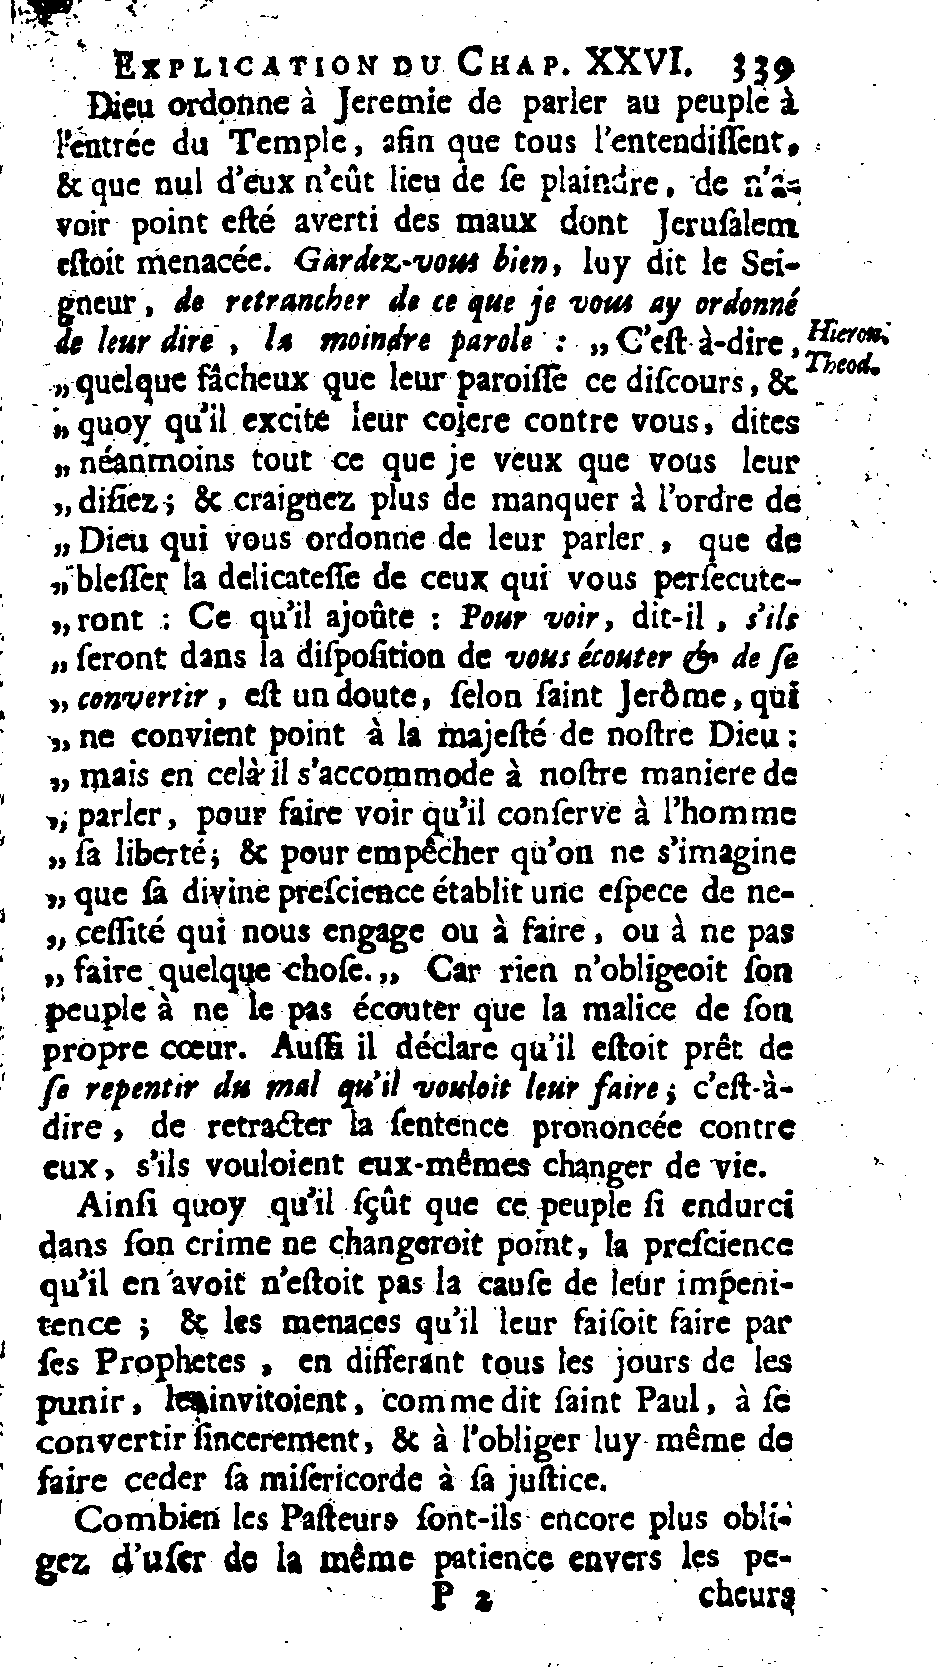 EXPLICATION DU CHAP. XXVI. 339
Dieu ordonne à Jeremie de parler au peuple à
l'entrée du Temple, afin que tous l'entendiſſent,
& que nul d'eux n'eût lieu de ſe plaindre, de n'a-
voir point eſté averti des maux dont Jeruſalem
eſtoit menacée. Gardez-vous bien, luy dit le Sei-
gneur, de retrancher de ce que je vous ay ordonné
de leur dire, la moindre parole : „ C'eſt-à-dire, Hieron.
„ quelque fâcheux que leur paroiſſe ce diſcours, & Theod.
„ quoy qu'il excite leur colere contre vous, dites
„ néanmoins tout ce que je veux que vous leur
„ diſiez; & craignez plus de manquer à l'ordre de
„ Dieu qui vous ordonne de leur parler, que de
„ bleſſer la delicateſſe de ceux qui vous perſecute-
„ ront : Ce qu'il ajoûte : Pour voir, dit-il, s'ils
„ ſeront dans la diſpoſition de vous écouter & de ſe
„ convertir, eſt un doute, ſelon ſaint Jerôme, qui
„ ne convient point à la majeſté de noſtre Dieu :
„ mais en celà il s'accommode à noſtre maniere de
„ parler, pour faire voir qu'il conſerve à l'homme
„ ſa liberté; & pour empêcher qu'on ne s'imagine
„ que ſa divine preſcience établit une eſpece de ne-
„ ceſſité qui nous engage ou à faire, ou à ne pas
„ faire quelque choſe. „ Car rien n'obligeoit ſon
peuple à ne le pas écouter que la malice de ſon
propre cœur. Auſſi il déclare qu'il eſtoit prêt de
ſe repentir du mal qu'il vouloit leur faire; c'eſt-à-
dire, de retracter la ſentence prononcée contre
eux, s'ils vouloient eux-mêmes changer de vie.
Ainſi quoy qu'il ſçût que ce peuple ſi endurci
dans ſon crime ne changeroit point, la preſcience
qu'il en avoit n'eſtoit pas la cauſe de leur impeni-
tence; & les menaces qu'il leur faiſoit faire par
ſes Prophetes, en differant tous les jours de les
punir, les invitoient, comme dit ſaint Paul, à ſe
convertir ſincerement, & à l'obliger luy même de
faire ceder ſa miſericorde à ſa juſtice.
Combien les Paſteurs ſont-ils encore plus obli-
gez d'uſer de la même patience envers les pe-
P 2 cheurs